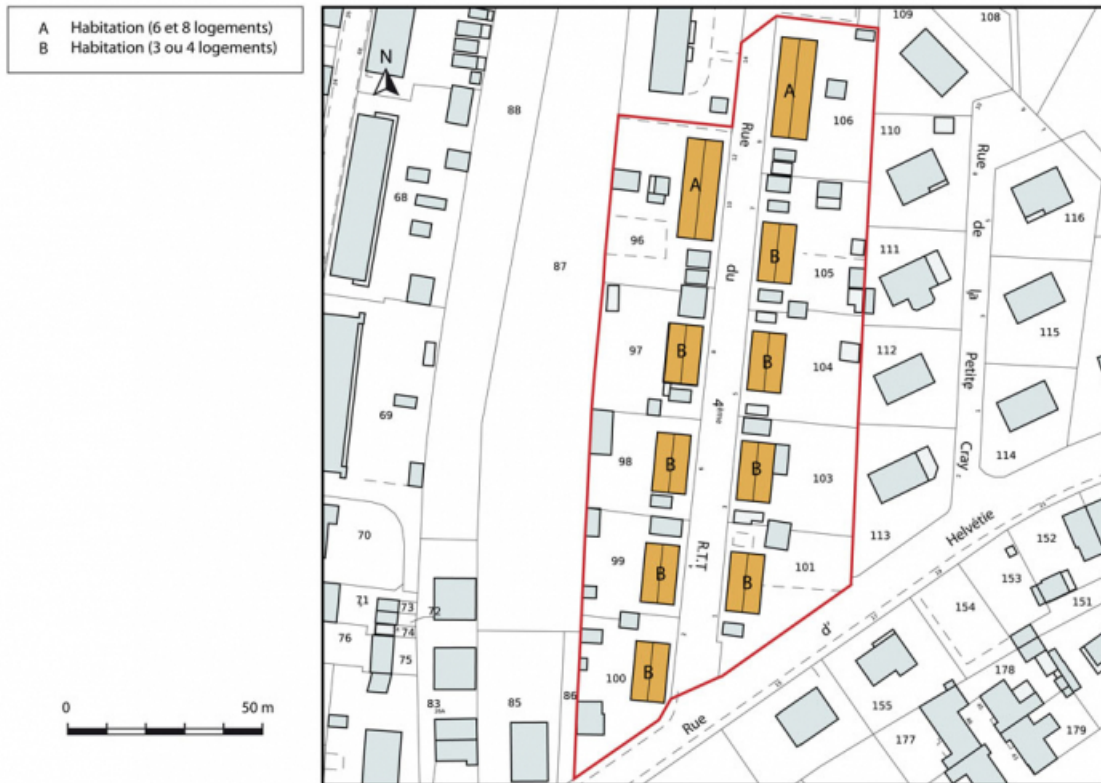 A Habitation (6 et 8 logements)
B Habitation (3 ou 4 logements)
N
0 50 m
109
108
88
A
106
110
Rue
68
A
Rue de la Petite Cray
116
96
B
105
111
du
87
115
97
B
B
104
112
4ème
69
114
98
B
B
103
R.T.T
113
Helvétie
152
70
99
B
B
101
153
151
154
71
73
72
74
76
75
d'
178
100
B
86
83
85
Rue
155
177
179